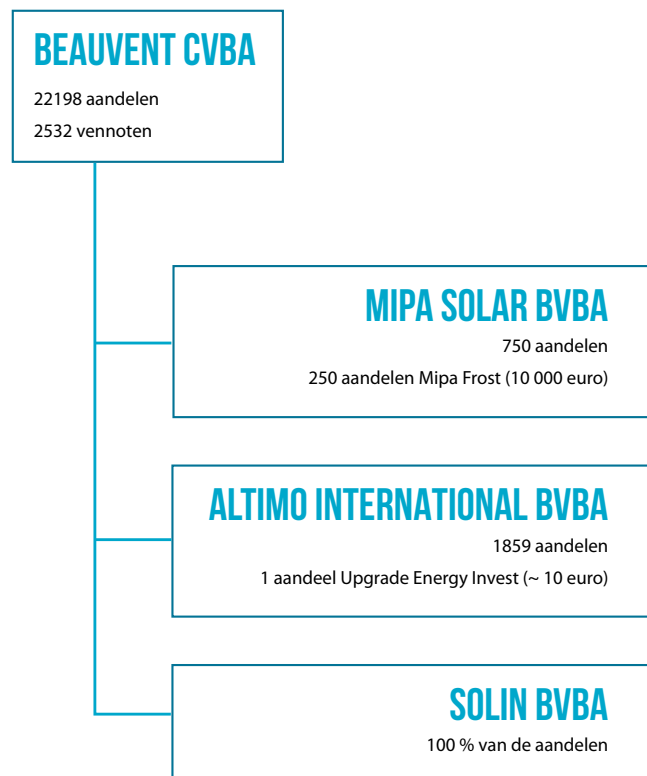 BEAUVENT CVBA
22198 aandelen
2532 vennoten
MIPA SOLAR BVBA
750 aandelen
250 aandelen Mipa Frost (10 000 euro)
ALTIMO INTERNATIONAL BVBA
1859 aandelen
1 aandeel Upgrade Energy Invest (~ 10 euro)
SOLIN BVBA
100 % van de aandelen